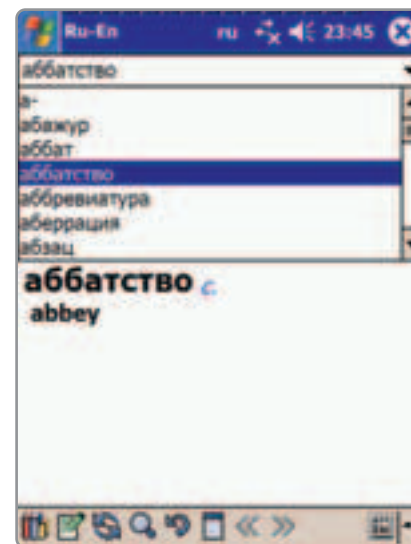 Ru-En ru 23:45
аббатство
а-
абажур
аббат
аббатство
аббревиатура
аберрация
абзац
аббатство с.
abbey